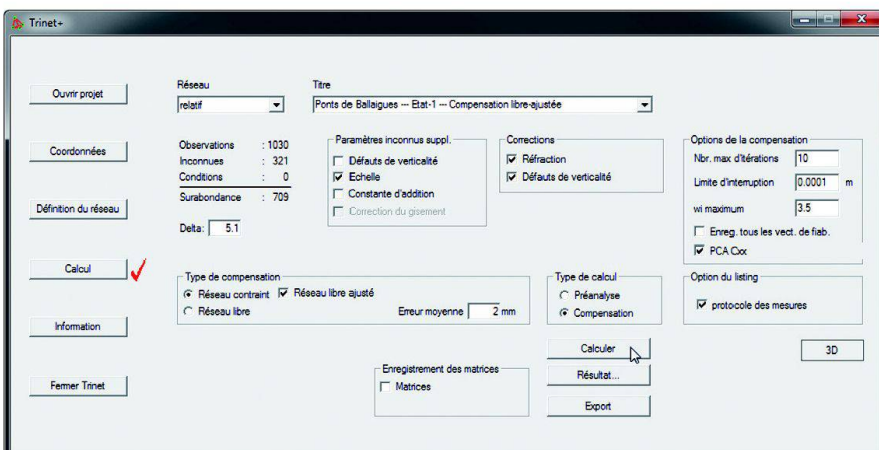 Trinet+
Ouvrir projet
Coordonnées
Définition du réseau
Calcul
Information
Fermer Trinet
Réseau
relatif
Titre
Ponts de Ballaigues --- Etat-1 --- Compensation libre-ajustée
Observations : 1030
Inconnues : 321
Conditions : 0
Surabondance : 709
Delta: 5.1
Paramètres inconnus suppl.
Défauts de verticalité
Echelle
Constante d'addition
Correction du gisement
Corrections
Réfraction
Défauts de verticalité
Options de la compensation
Nbr. max d'itérations 10
Limite d'interruption 0.0001 m
wi maximum 3.5
Enreg. tous les vect. de fiab.
PCA Cxx
Type de compensation
Réseau contraint Réseau libre ajusté
Réseau libre Erreur moyenne 2 mm
Type de calcul
Préanalyse
Compensation
Option du listing
protocole des mesures
Calculer
Résultat...
Export
3D
Enregistrement des matrices
Matrices